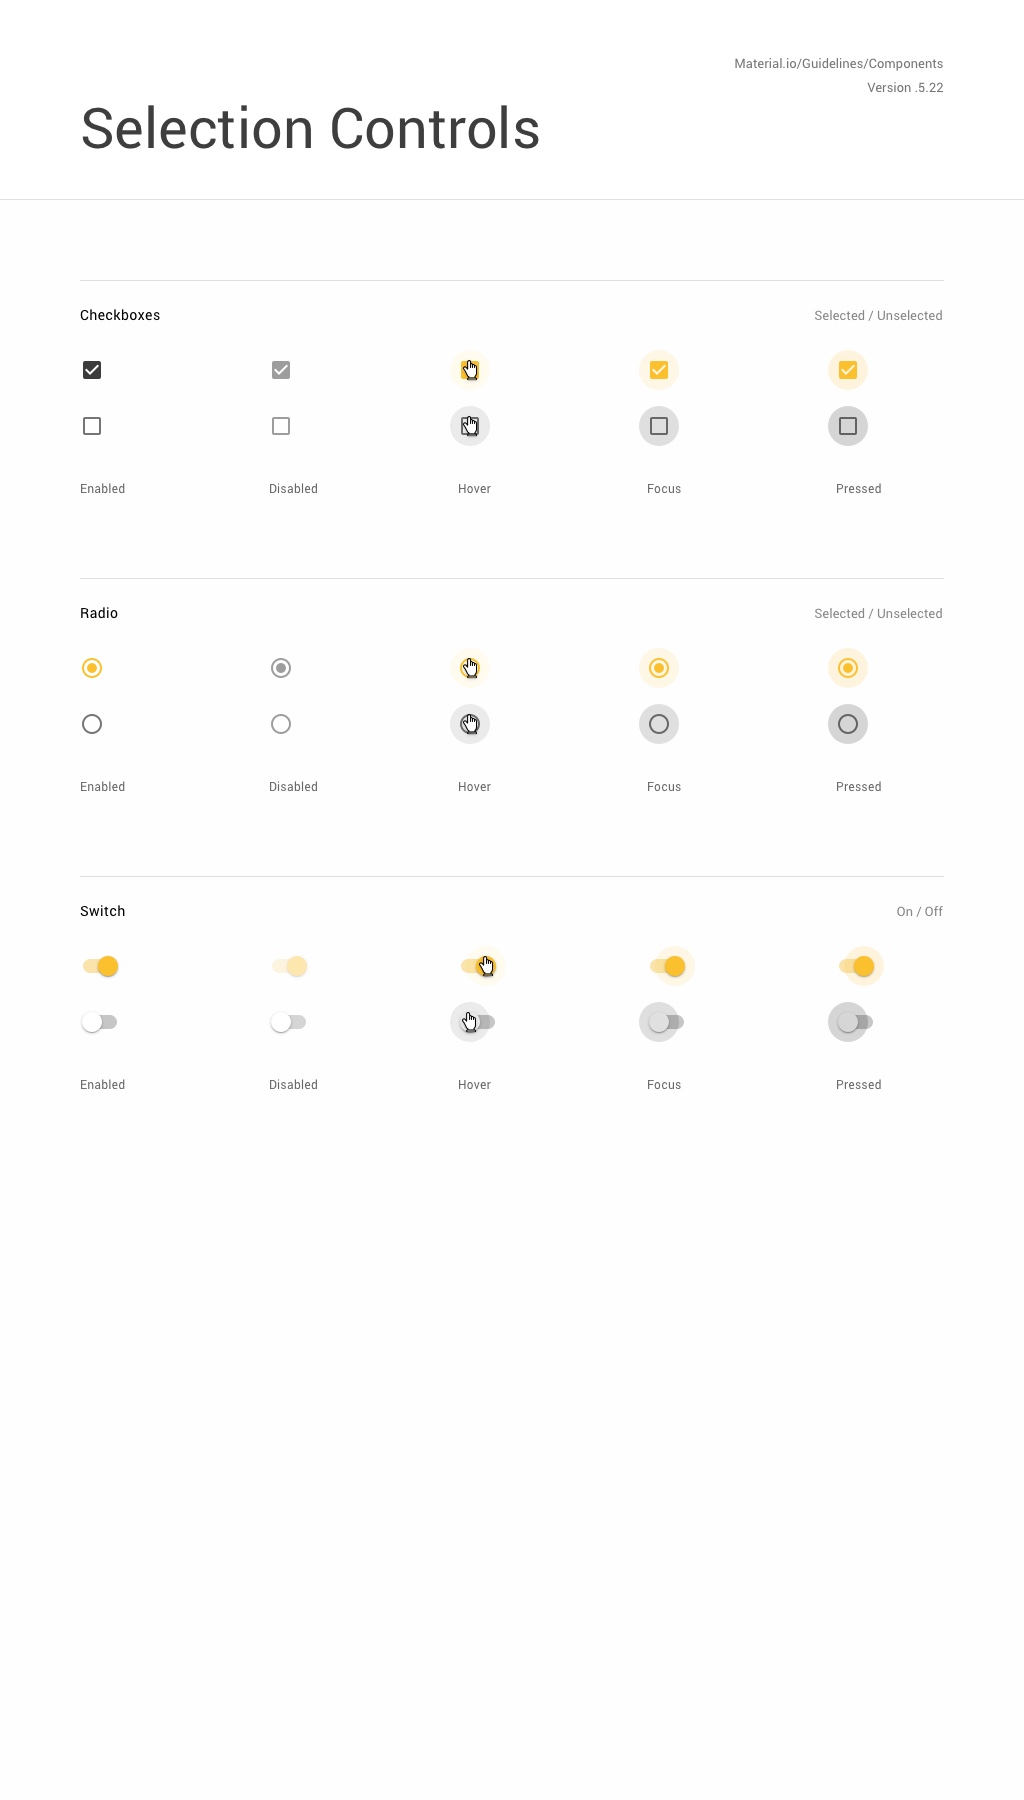 Material.io/Guidelines/Components
Version .5.22
Selection Controls
Checkboxes
Selected / Unselected
Enabled
Disabled
Hover
Focus
Pressed
Radio
Selected / Unselected
Enabled
Disabled
Hover
Focus
Pressed
Switch
On / Off
Enabled
Disabled
Hover
Focus
Pressed